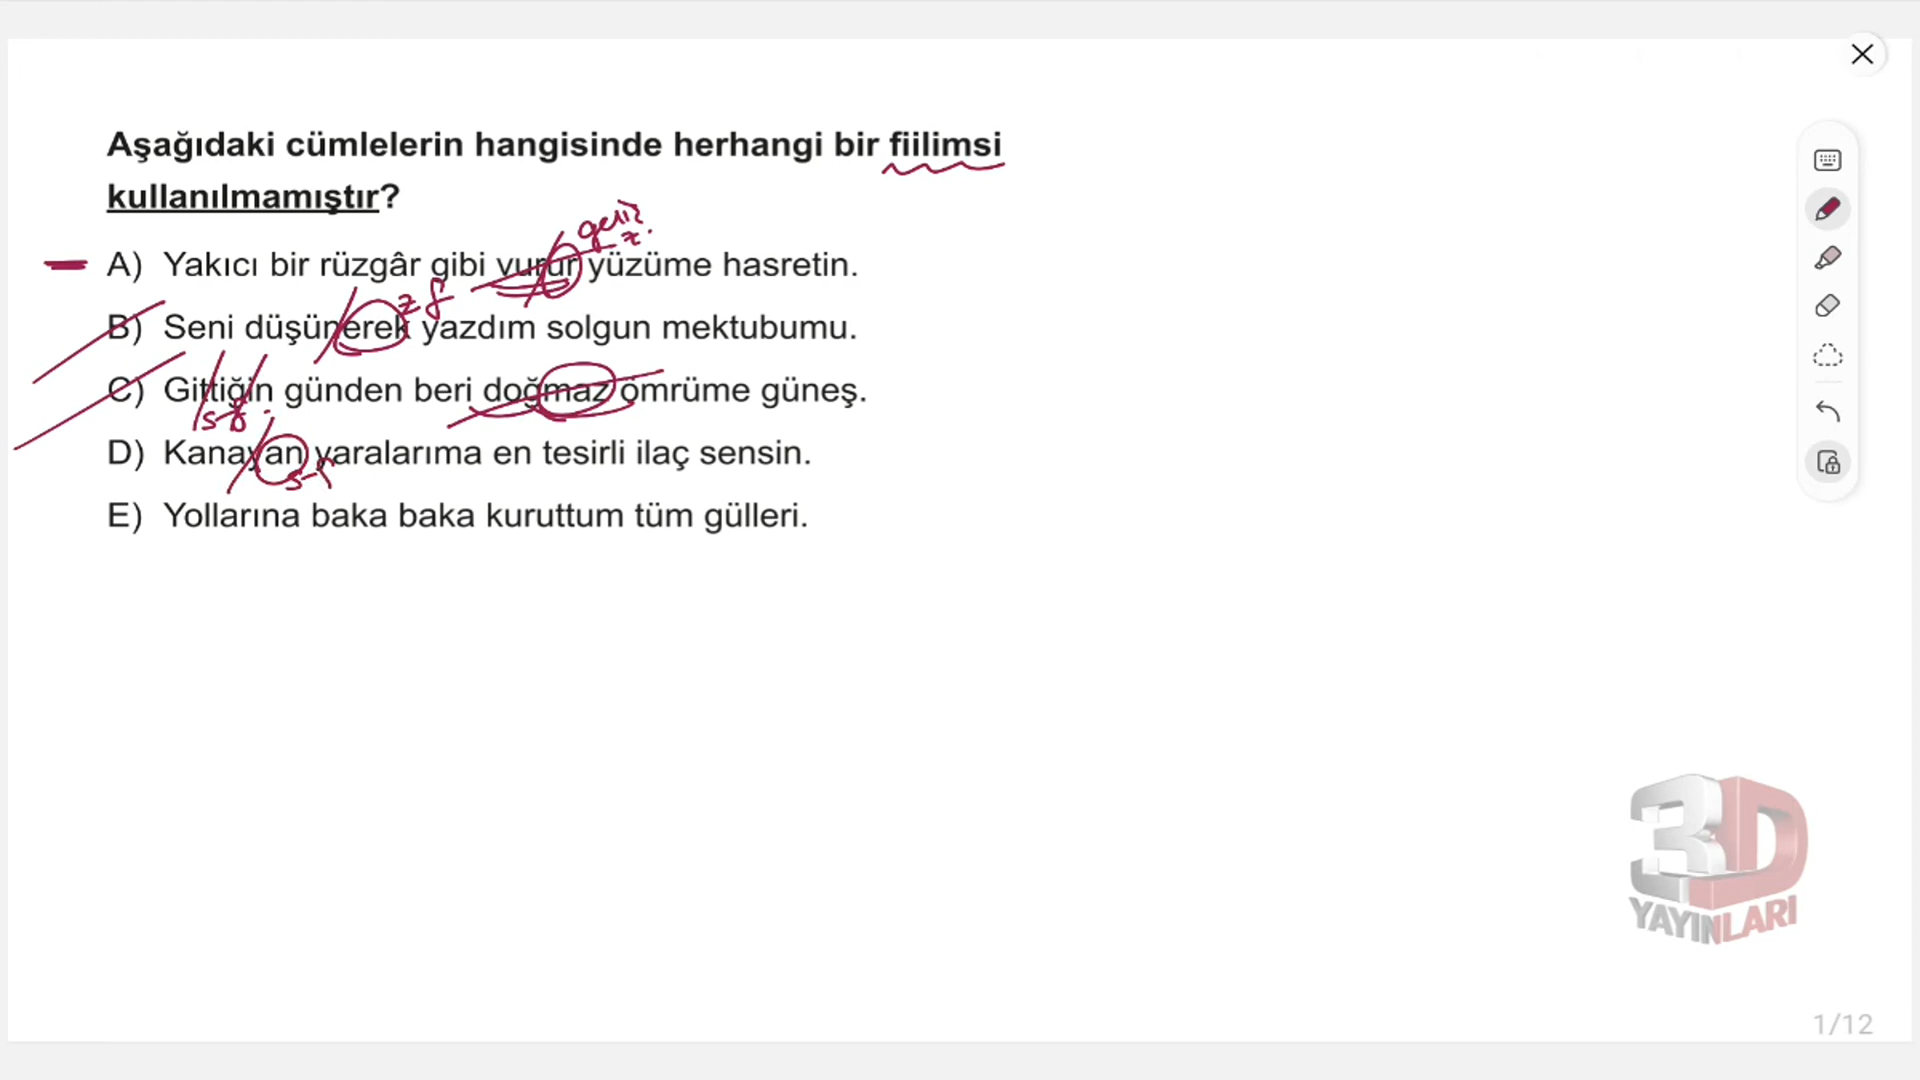 Aşağıdaki cümlelerin hangisinde herhangi bir fiilimsi
kullanılmamıştır?
geniş
z.
A) Yakıcı bir rüzgâr gibi vurur yüzüme hasretin.
z f
B) Seni düşünerek yazdım solgun mektubumu.
C) Gittiğin günden beri doğmaz ömrüme güneş.
s-f
D) Kanayan yaralarıma en tesirli ilaç sensin.
s-f
E) Yollarına baka baka kuruttum tüm gülleri.
3D
YAYINLARI
1/12